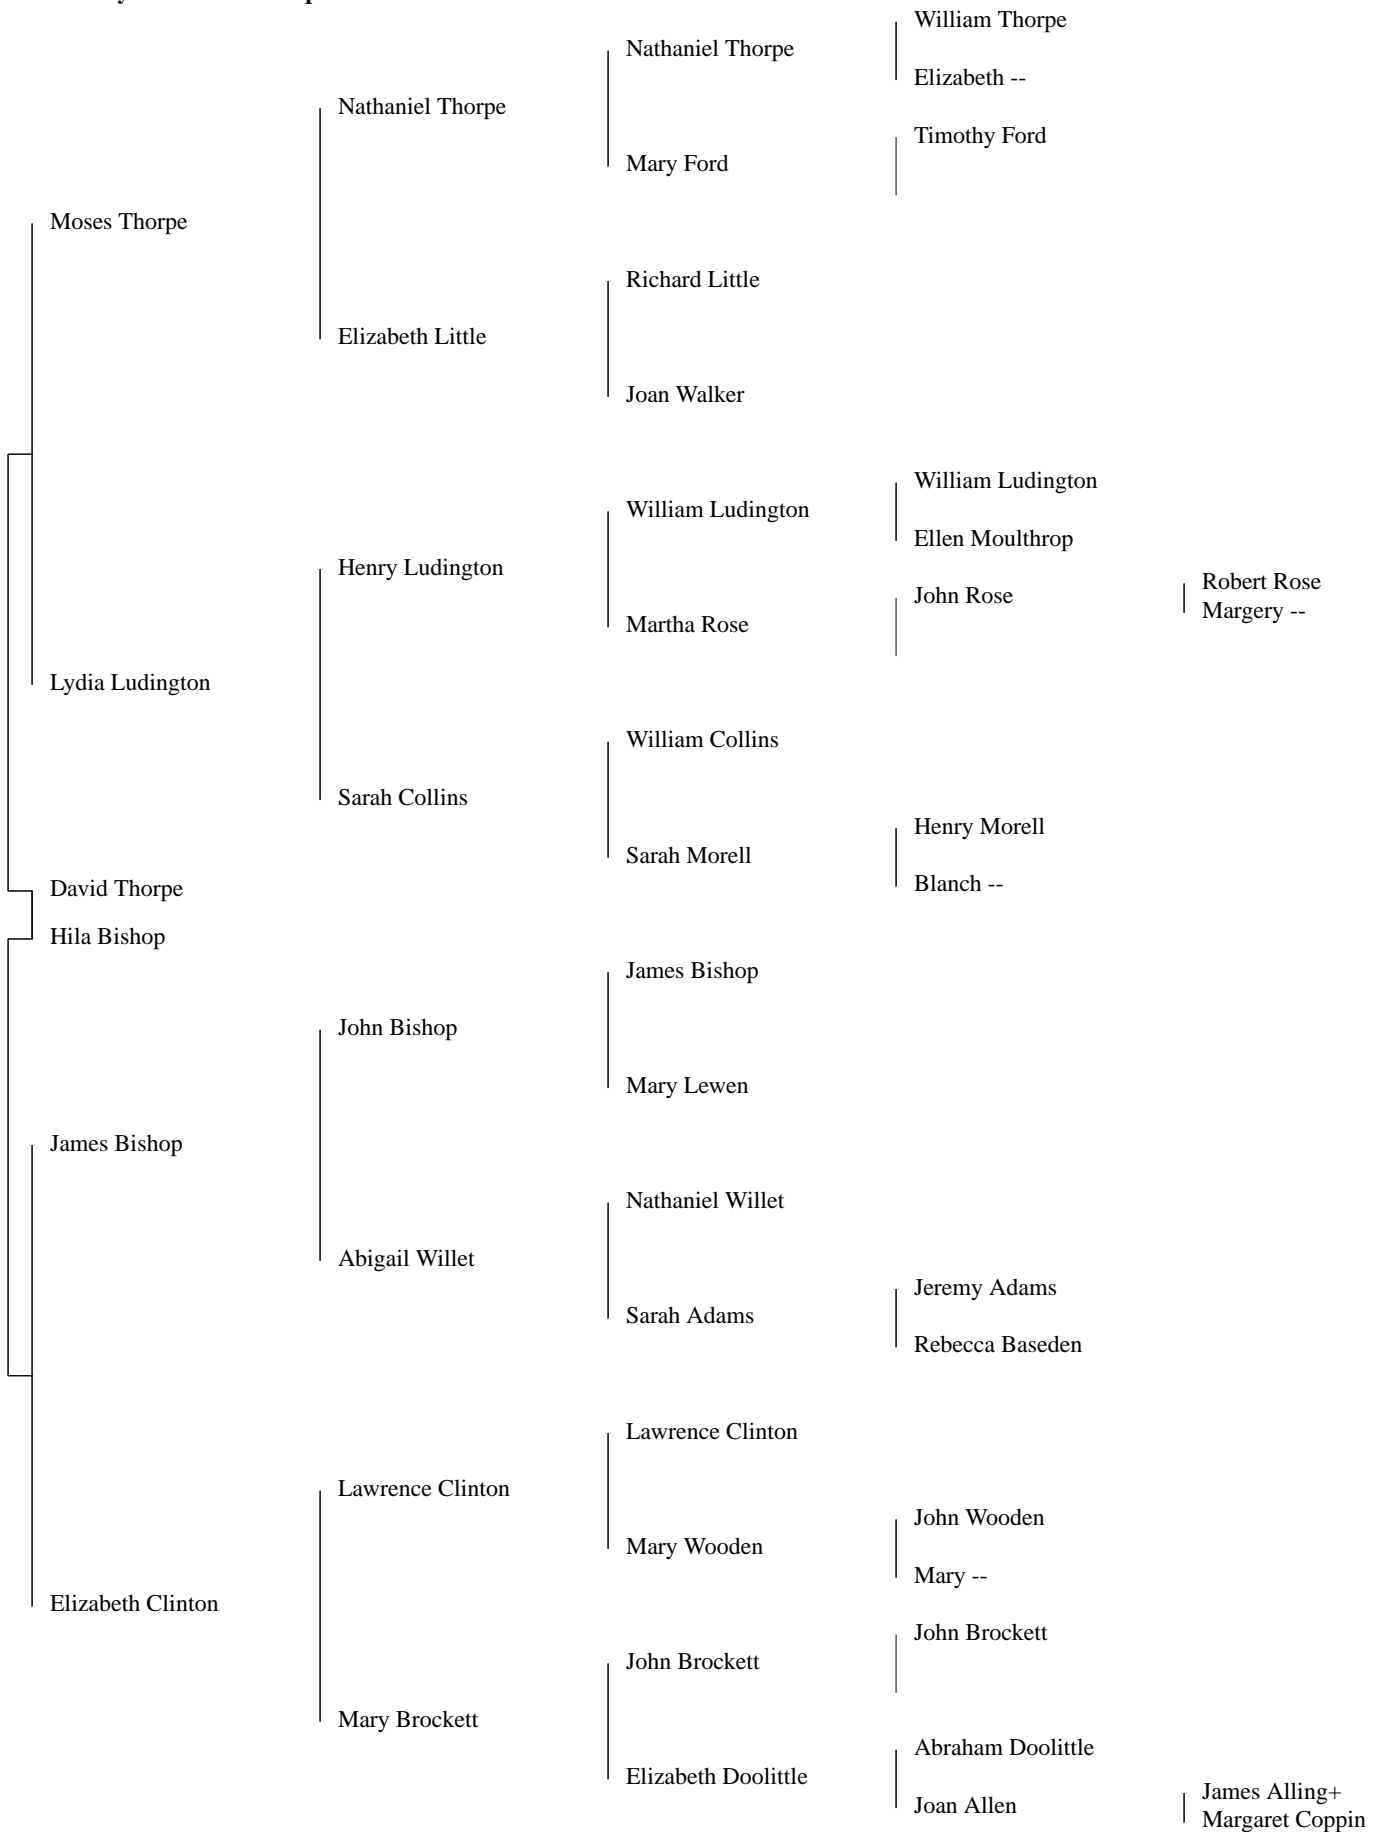 William Thorpe
Nathaniel Thorpe
Elizabeth --
Nathaniel Thorpe
Timothy Ford
Mary Ford
Moses Thorpe
Richard Little
Elizabeth Little
Joan Walker
William Ludington
William Ludington
Ellen Moulthrop
Henry Ludington
Robert Rose
John Rose
Margery --
Martha Rose
Lydia Ludington
William Collins
Sarah Collins
Henry Morell
Sarah Morell
Blanch --
David Thorpe
Hila Bishop
James Bishop
John Bishop
Mary Lewen
James Bishop
Nathaniel Willet
Abigail Willet
Jeremy Adams
Sarah Adams
Rebecca Baseden
Lawrence Clinton
Lawrence Clinton
John Wooden
Mary Wooden
Mary --
Elizabeth Clinton
John Brockett
John Brockett
Mary Brockett
Abraham Doolittle
Elizabeth Doolittle
James Alling+
Joan Allen
Margaret Coppin